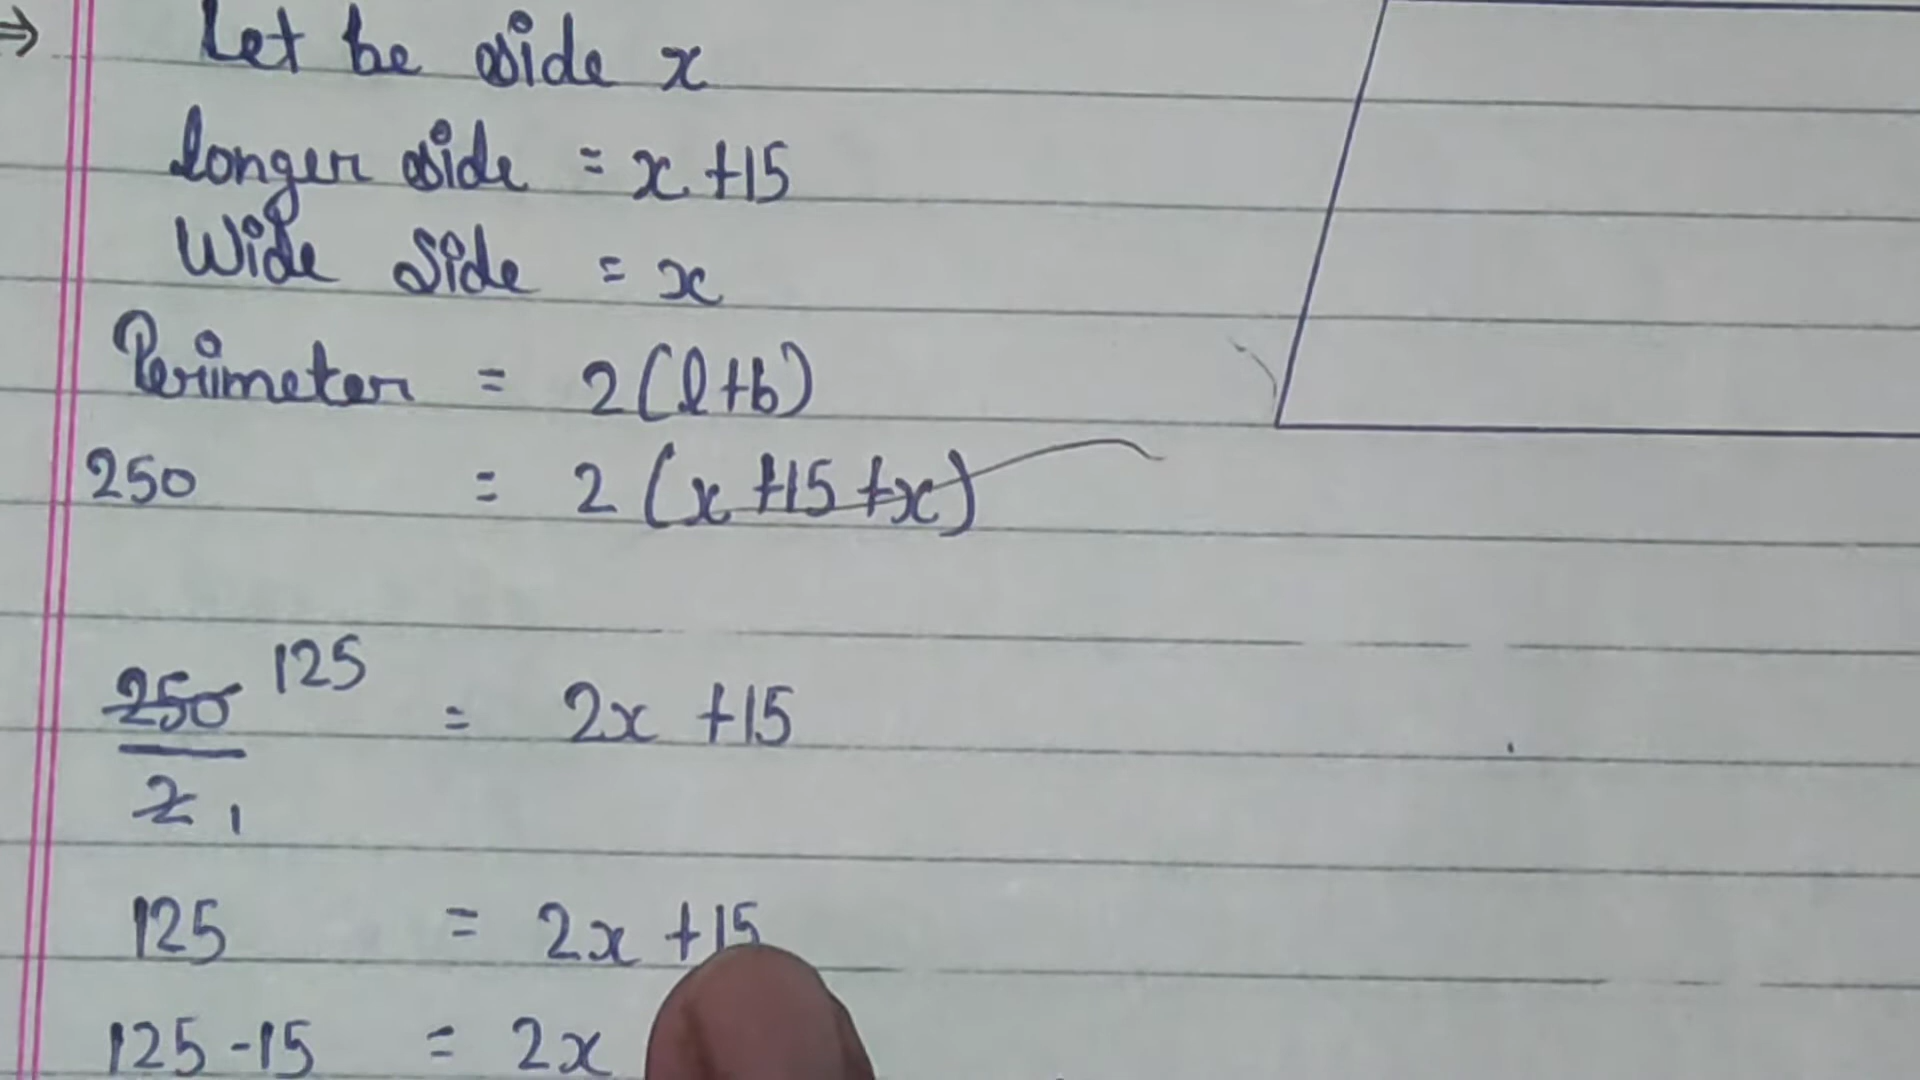 ⇒ Let be side x
longer side = x +15
Wide side = x
Perimeter = 2(l+b)
250 = 2 (x +15 +x)
250 125 = 2x +15
2 1
125 = 2x +15
125 -15 = 2x